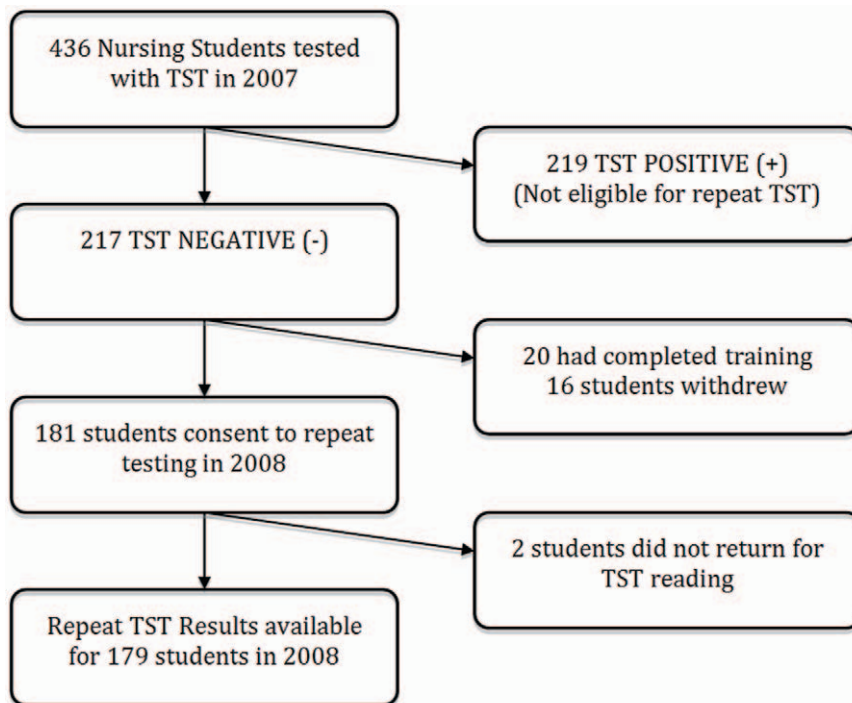 436 Nursing Students tested
with TST in 2007
219 TST POSITIVE (+)
(Not eligible for repeat TST)
217 TST NEGATIVE (-)
20 had completed training
16 students withdrew
181 students consent to repeat
testing in 2008
2 students did not return for
TST reading
Repeat TST Results available
for 179 students in 2008